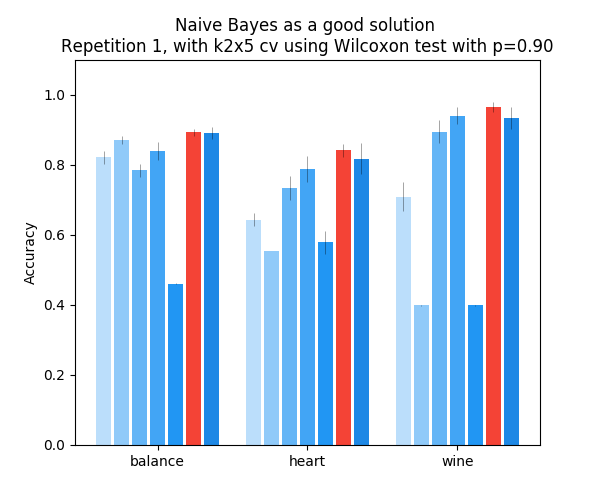 Naive Bayes as a good solution
Repetition 1, with k2x5 cv using Wilcoxon test with p=0.90
1.0
0.8
0.6
0.4
0.2
0.0
Accuracy
balance heart wine